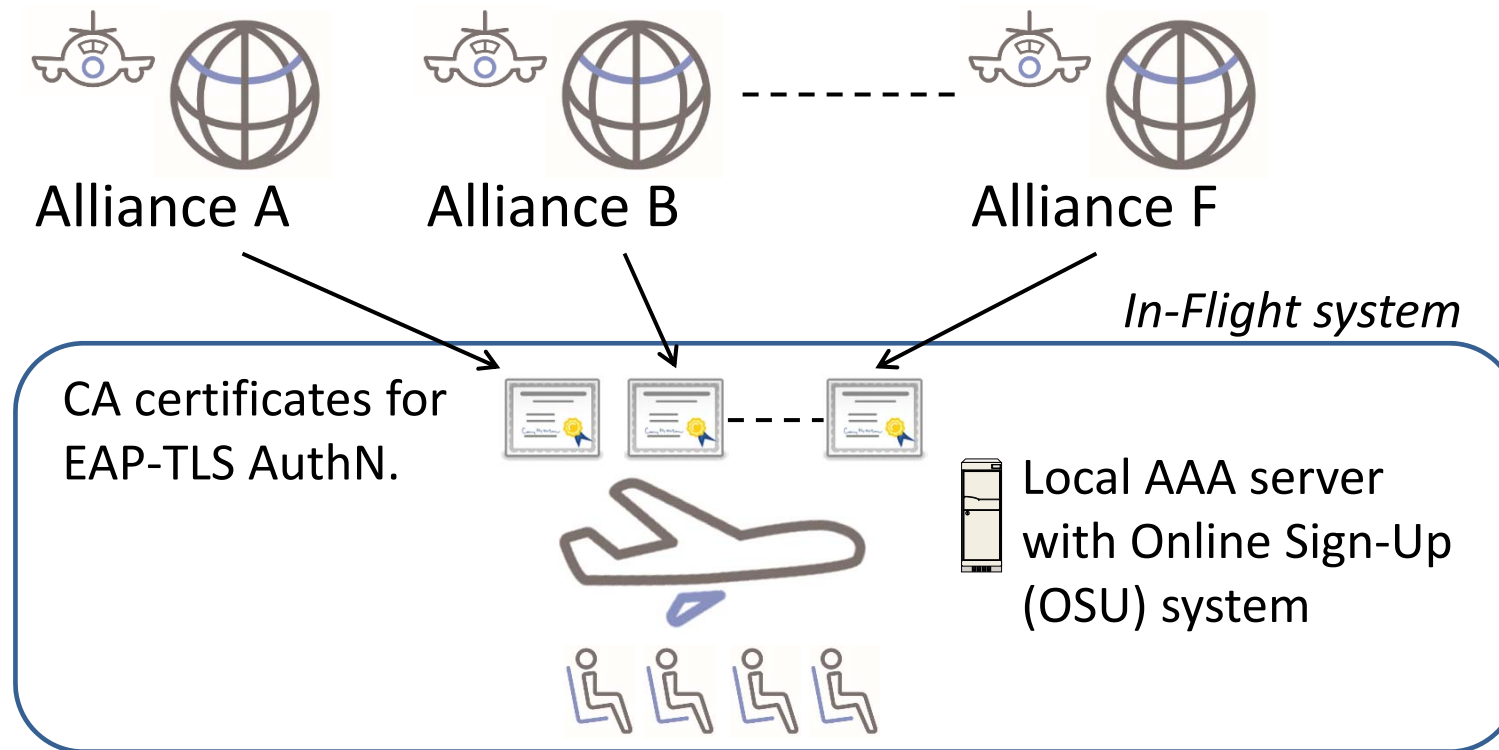 Alliance A
Alliance B
Alliance F
In-Flight system
CA certificates for
EAP-TLS AuthN.
Local AAA server
with Online Sign-Up
(OSU) system